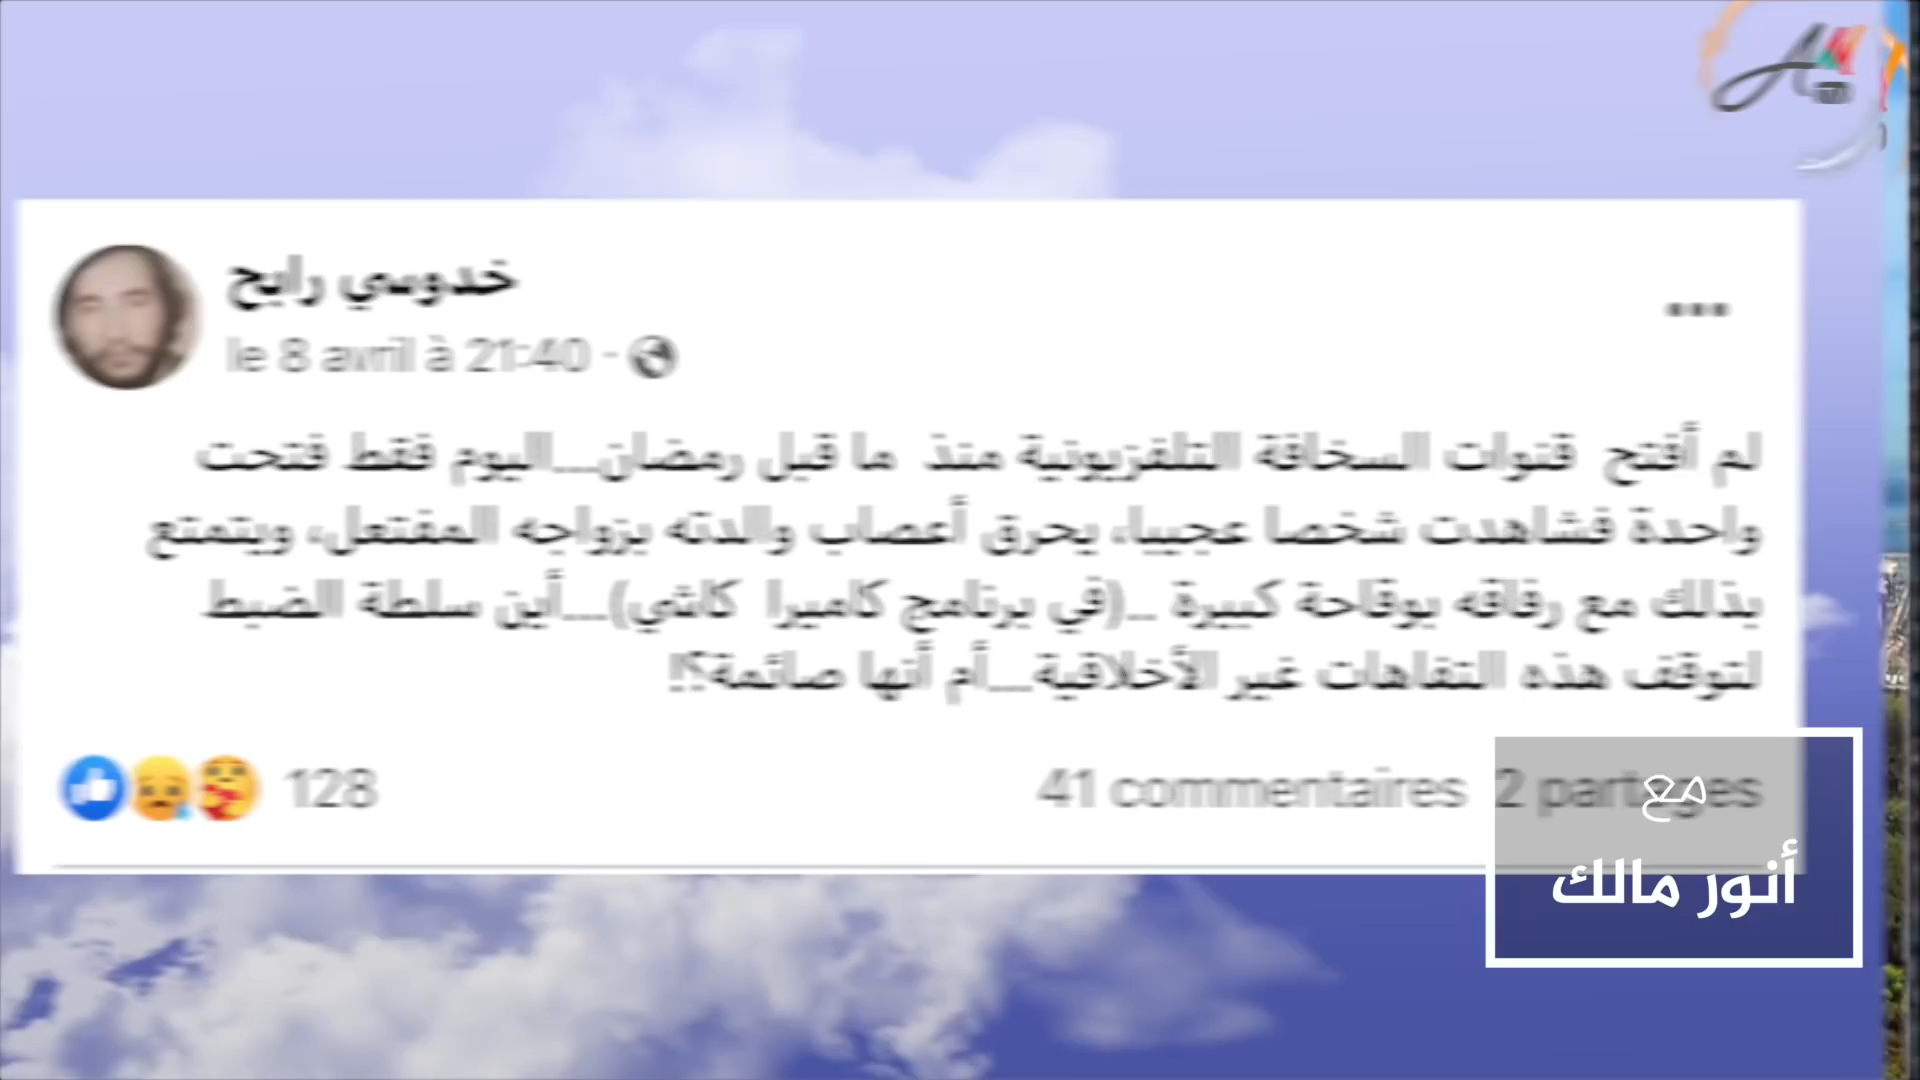 خدوسي رابح
le 8 avril à 21:40 ·
لم أفتح قنوات السخافة التلفزيونية منذ ما قبل رمضان...اليوم فقط فتحت
واحدة فشاهدت شخصا عجيبا، يحرق أعصاب والدته بزواجه المفتعل، ويتمتع
بذلك مع رفاقه بوقاحة كبيرة ..(في برنامج كاميرا كاشي)...أين سلطة الضبط
لتوقف هذه التفاهات غير الأخلاقية...أم أنها صائمة؟!
128
41 commentaires 2 partages
مع
أنور مالك